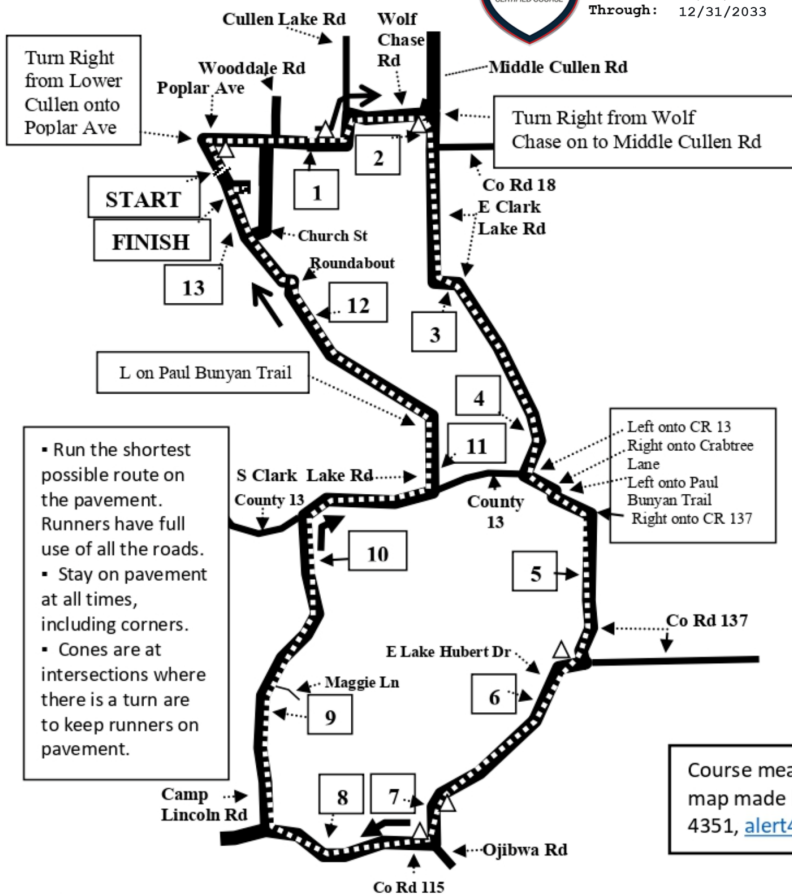 CERTIFIED COURSE
Through: 12/31/2033
Cullen Lake Rd
Wolf
Chase
Rd
Turn Right
from Lower
Cullen onto
Poplar Ave
Wooddale Rd
Poplar Ave
Middle Cullen Rd
Turn Right from Wolf
Chase on to Middle Cullen Rd
1
2
START
FINISH
13
Co Rd 18
E Clark
Lake Rd
Church St
Roundabout
12
3
L on Paul Bunyan Trail
4
11
Left onto CR 13
Right onto Crabtree
Lane
Left onto Paul
Bunyan Trail
Right onto CR 137
▪ Run the shortest
possible route on
the pavement.
Runners have full
use of all the roads.
▪ Stay on pavement
at all times,
including corners.
▪ Cones are at
intersections where
there is a turn are
to keep runners on
pavement.
S Clark Lake Rd
County 13
County
13
10
5
Co Rd 137
E Lake Hubert Dr
Maggie Ln
6
9
Camp
Lincoln Rd
8
7
Course mea
map made
4351, alert4
Ojibwa Rd
Co Rd 115